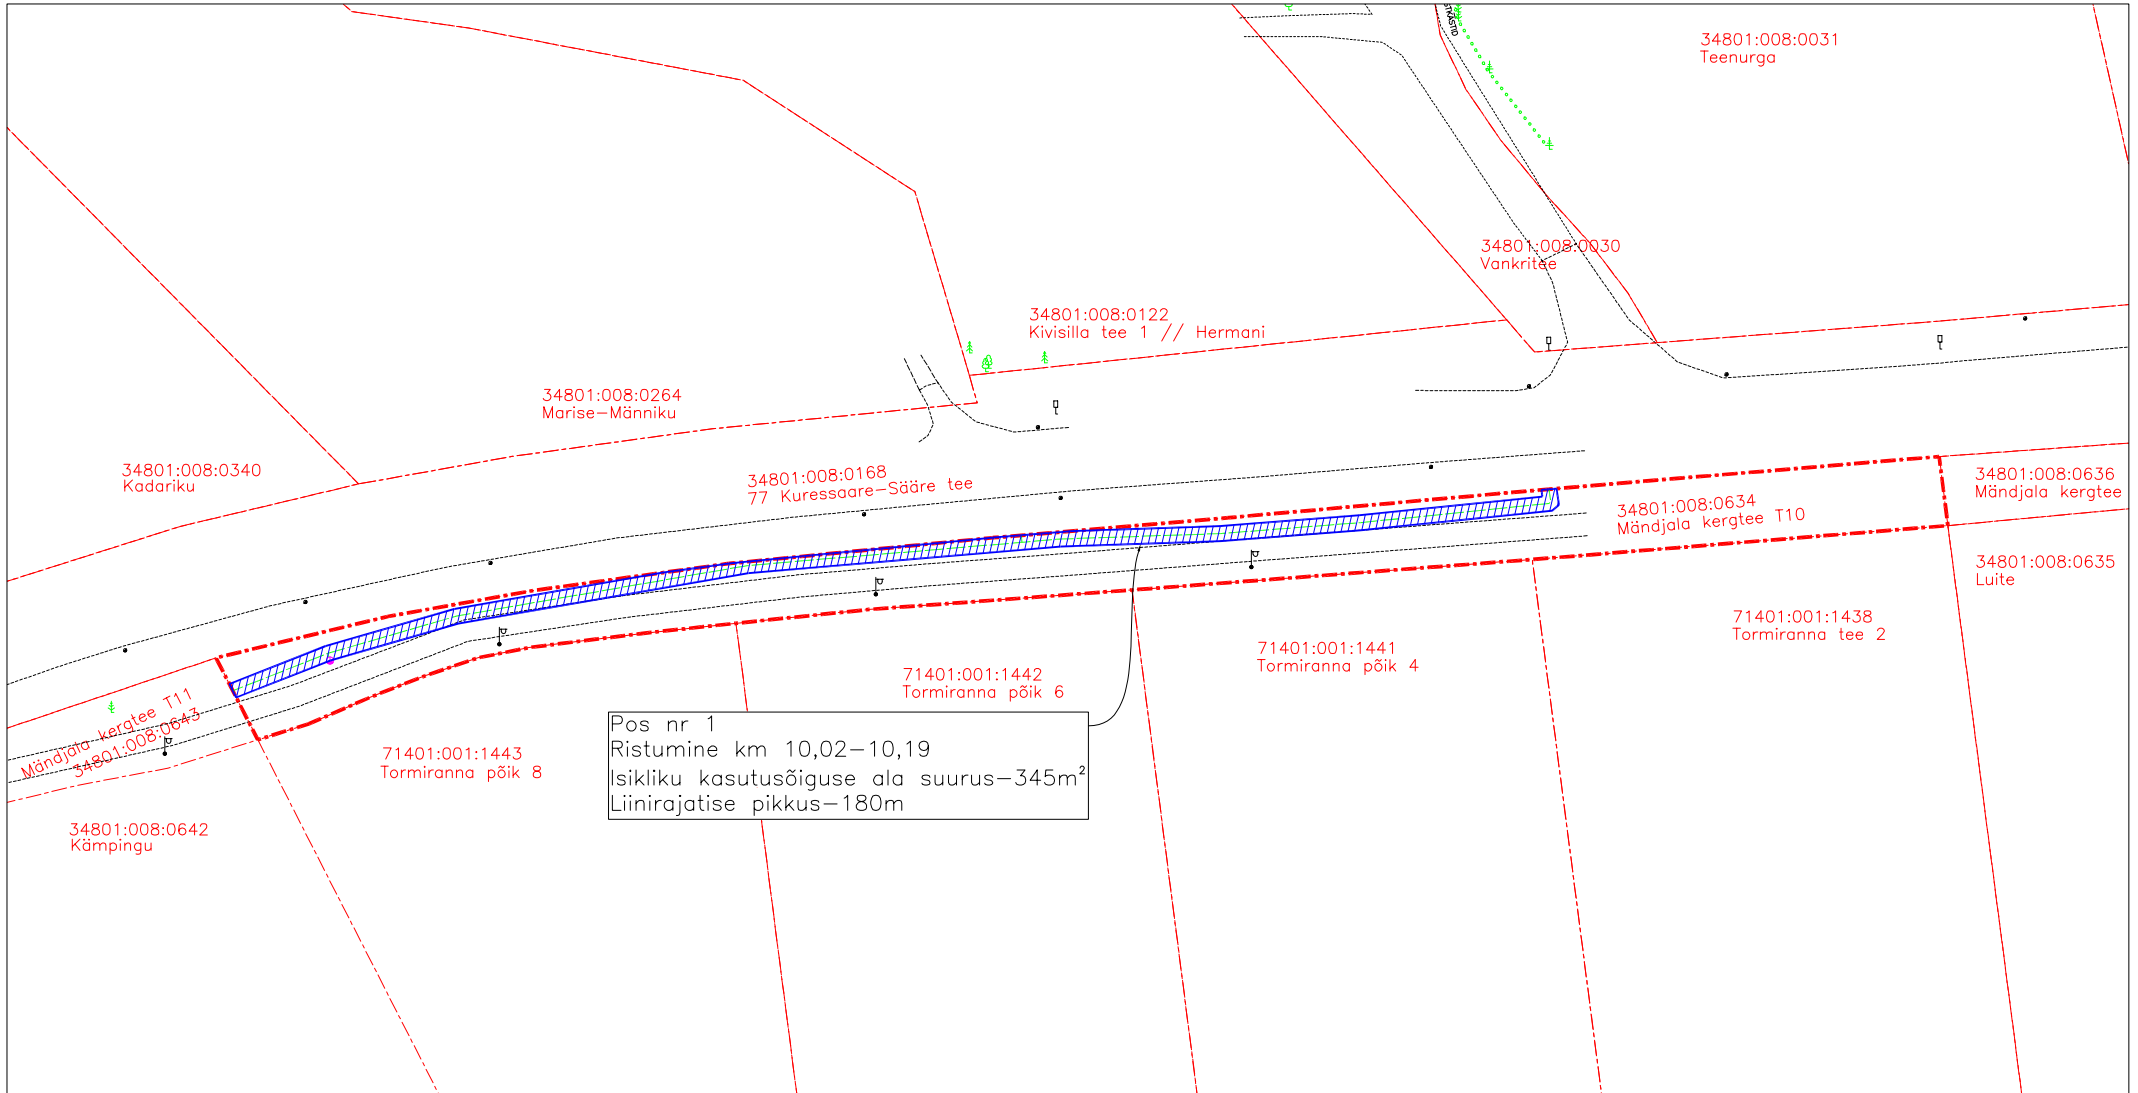 34801:008:0031
Teenurga
34801:008:0030
Vankritee
34801:008:0122
Kivisilla tee 1 // Hermani
34801:008:0264
Marise-Männiku
34801:008:0340
Kadariku
34801:008:0168
77 Kuressaare-Sääre tee
34801:008:0636
Mändjala kergtee
34801:008:0634
Mändjala kergtee T10
34801:008:0635
Luite
71401:001:1438
Tormiranna tee 2
71401:001:1441
Tormiranna põik 4
71401:001:1442
Tormiranna põik 6
Mändjala kergtee T11
34801:008:0643
71401:001:1443
Tormiranna põik 8
Pos nr 1
Ristumine km 10,02-10,19
Isikliku kasutusõiguse ala suurus-345m²
Liinirajatise pikkus-180m
34801:008:0642
Kämpingu